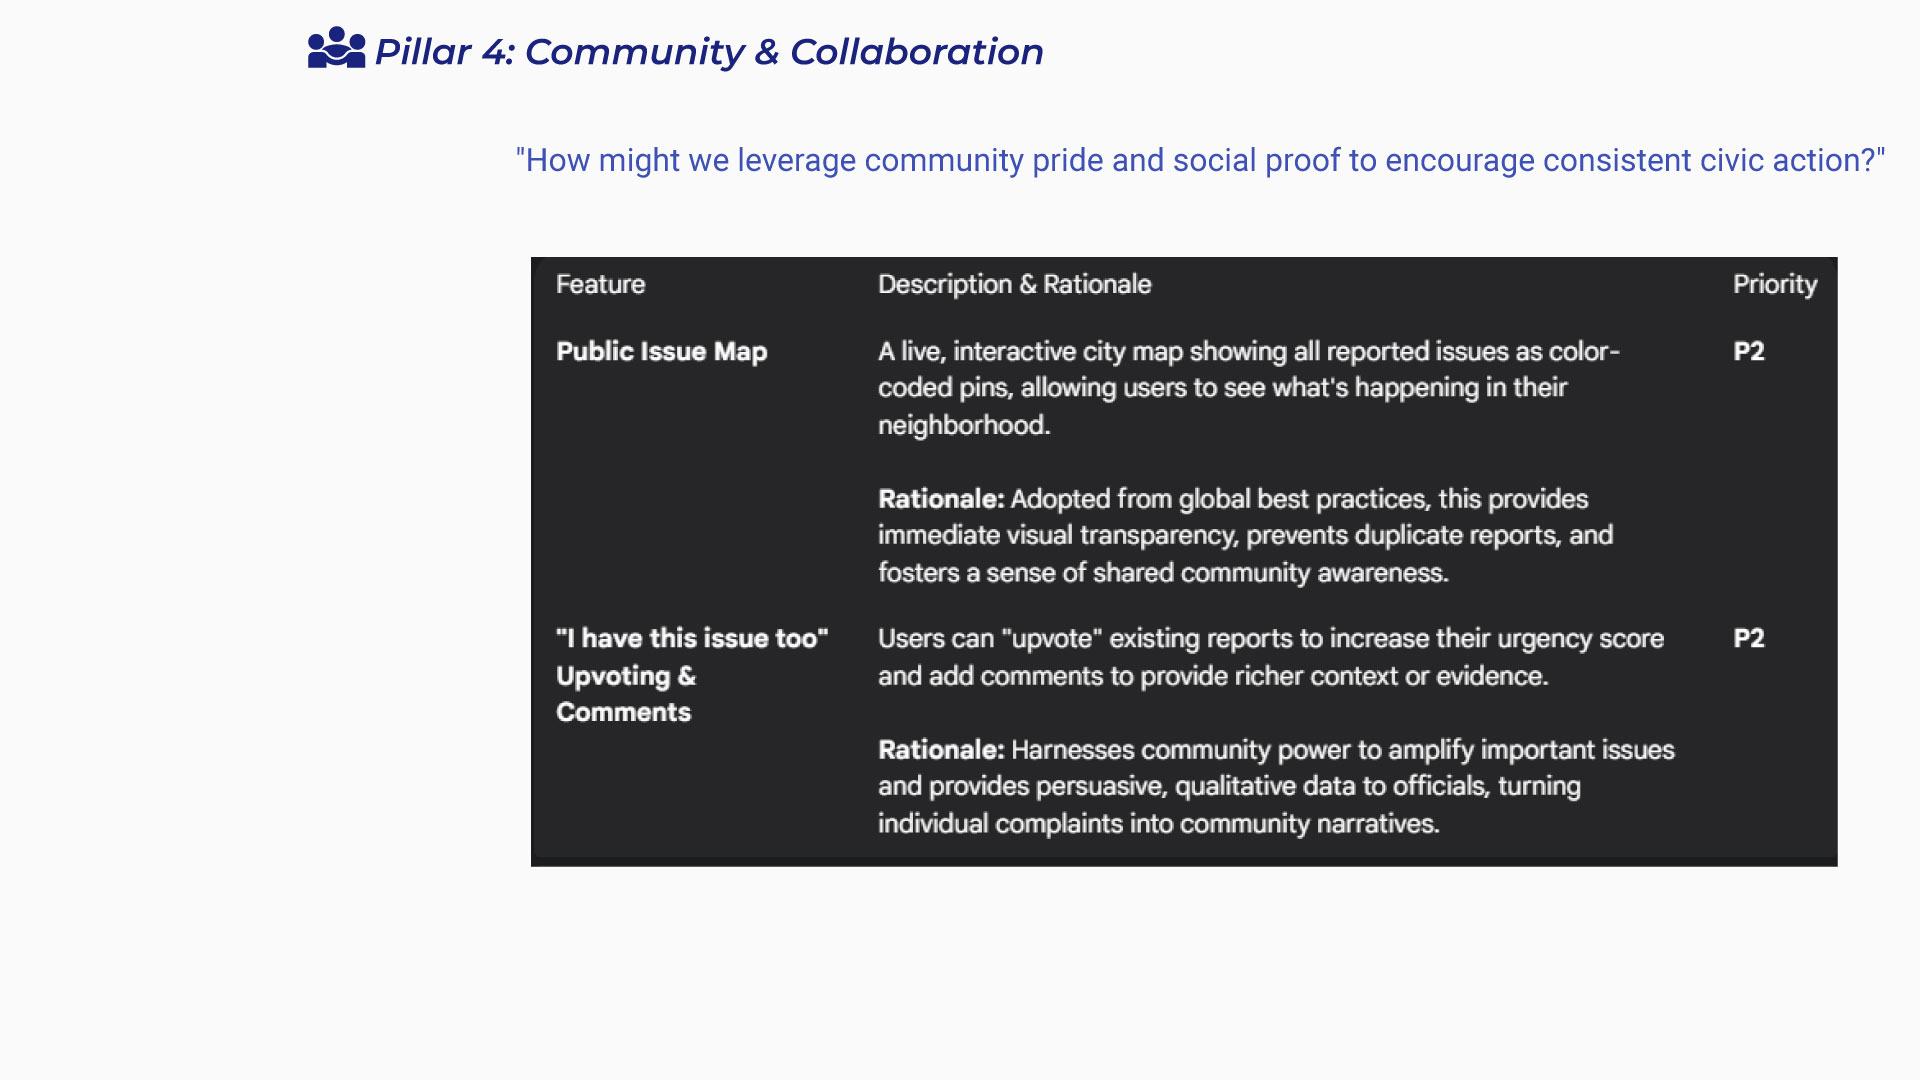 Pillar 4: Community & Collaboration
"How might we leverage community pride and social proof to encourage consistent civic action?"
Feature
Description & Rationale
Priority
Public Issue Map
A live, interactive city map showing all reported issues as color-
coded pins, allowing users to see what's happening in their
neighborhood.
Rationale: Adopted from global best practices, this provides
immediate visual transparency, prevents duplicate reports, and
fosters a sense of shared community awareness.
P2
"I have this issue too"
Upvoting &
Comments
Users can "upvote" existing reports to increase their urgency score
and add comments to provide richer context or evidence.
Rationale: Harnesses community power to amplify important issues
and provides persuasive, qualitative data to officials, turning
individual complaints into community narratives.
P2